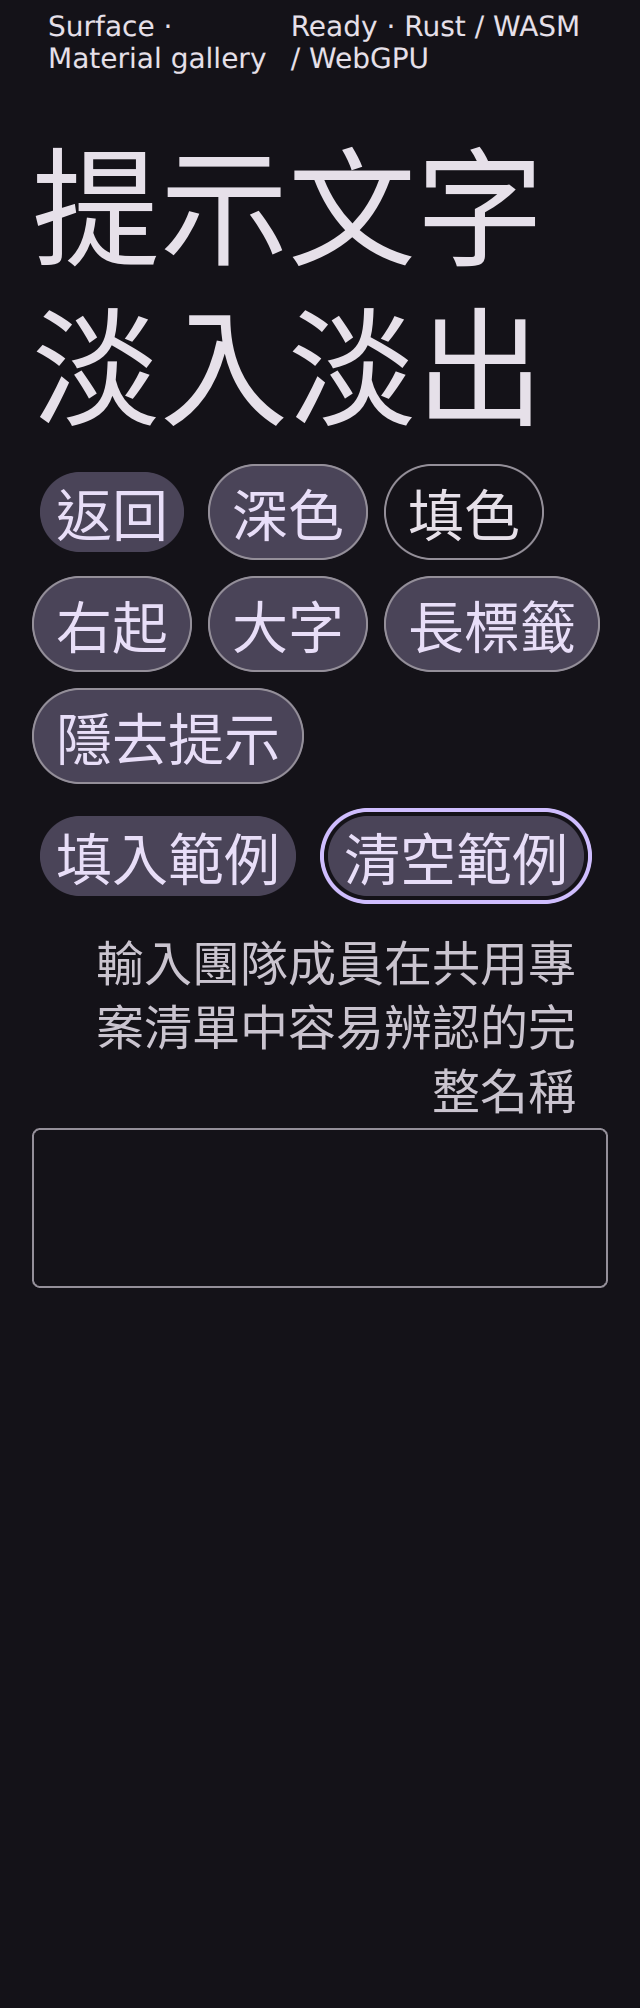 Surface ·
Material gallery
Ready · Rust / WASM
/ WebGPU
提示文字
淡入淡出
返回
深色
填色
右起
大字
長標籤
隱去提示
填入範例
清空範例
輸入團隊成員在共用專
案清單中容易辨認的完
整名稱